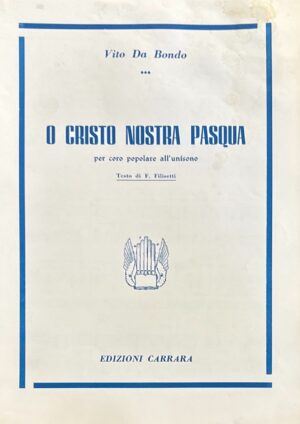 Vito Da Bondo
***
O CRISTO NOSTRA PASQUA
per coro popolare all'unisono
Testo di F. Filisetti
EDIZIONI CARRARA